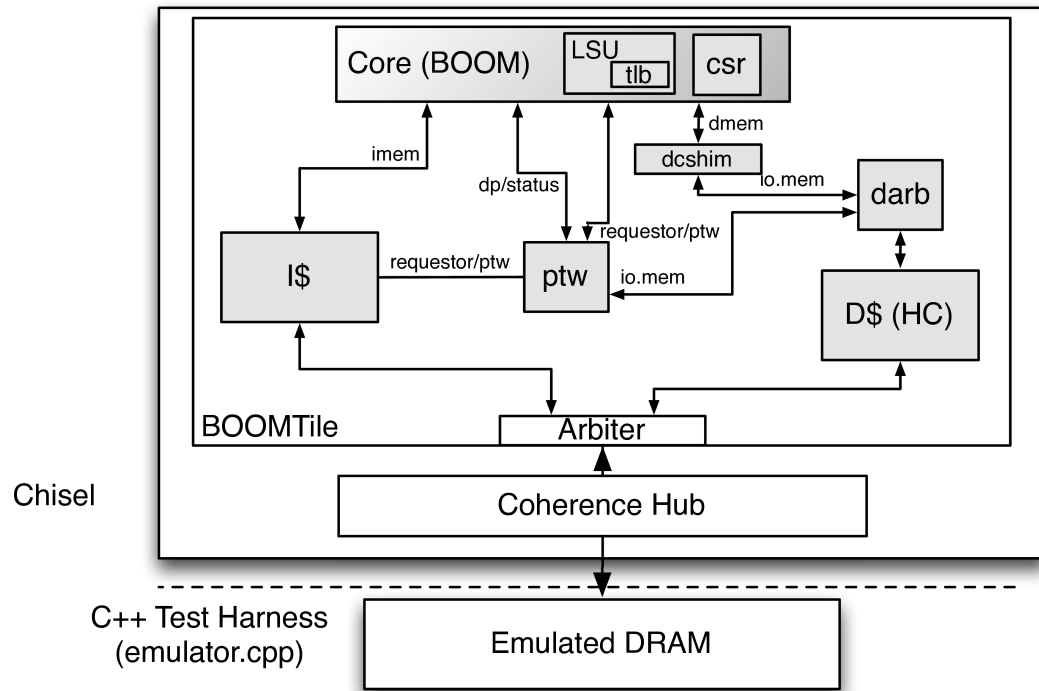 Core (BOOM)
LSU
tlb
csr
dmem
imem
dcshim
io.mem
dp/status
darb
requestor/ptw
requestor/ptw
I$
ptw
io.mem
D$ (HC)
BOOMTile
Arbiter
Chisel
Coherence Hub
C++ Test Harness
(emulator.cpp)
Emulated DRAM